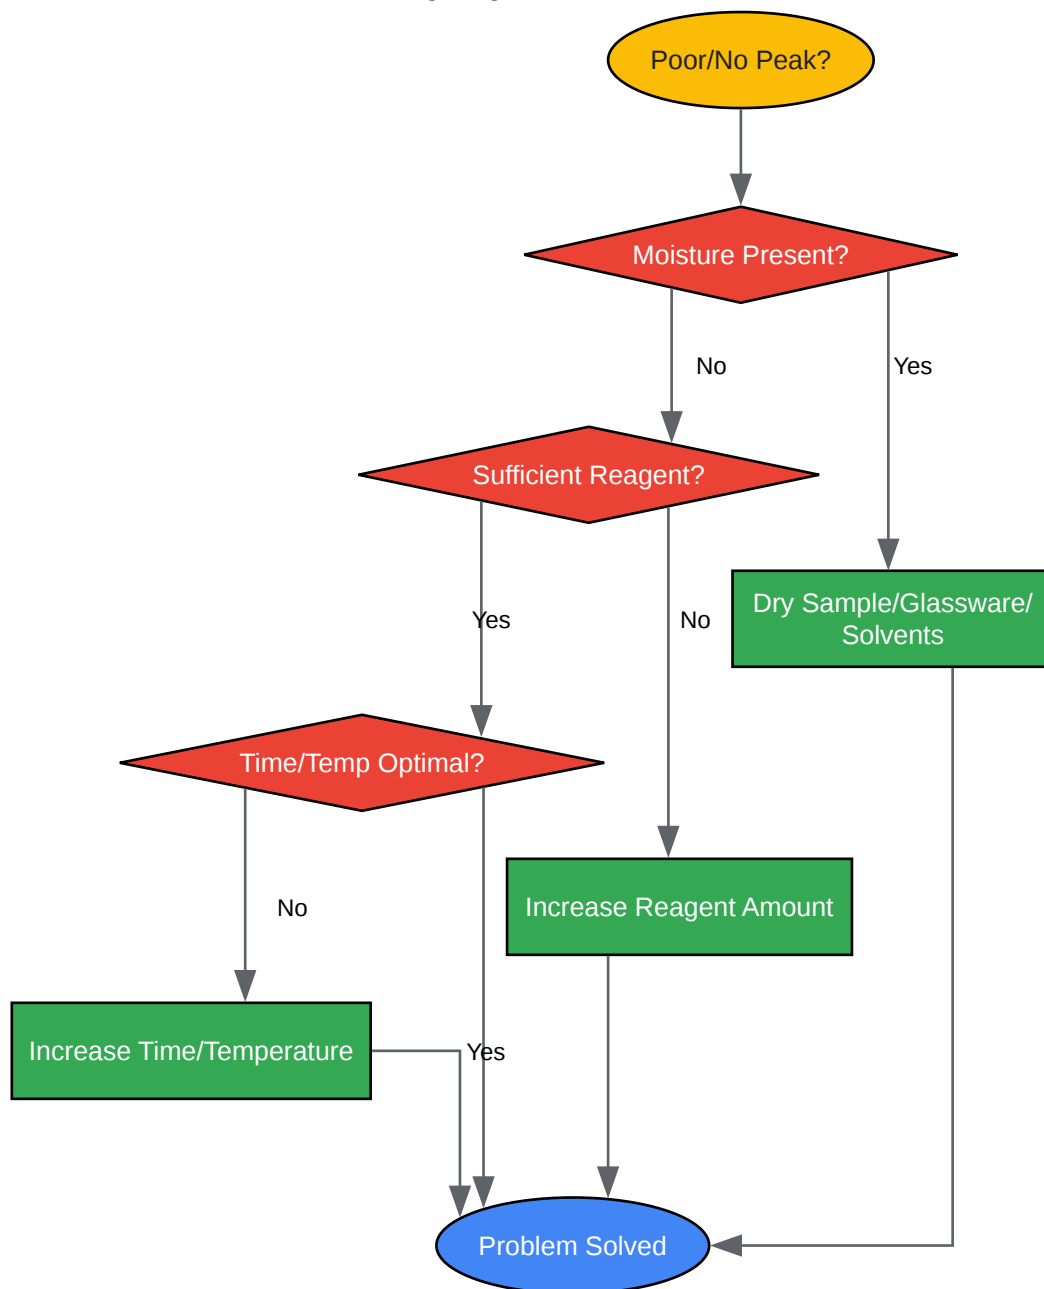 Poor/No Peak?
Moisture Present?
No
Yes
Sufficient Reagent?
Yes
No
Dry Sample/Glassware/
Solvents
Time/Temp Optimal?
No
Increase Reagent Amount
Increase Time/Temperature
Yes
Problem Solved